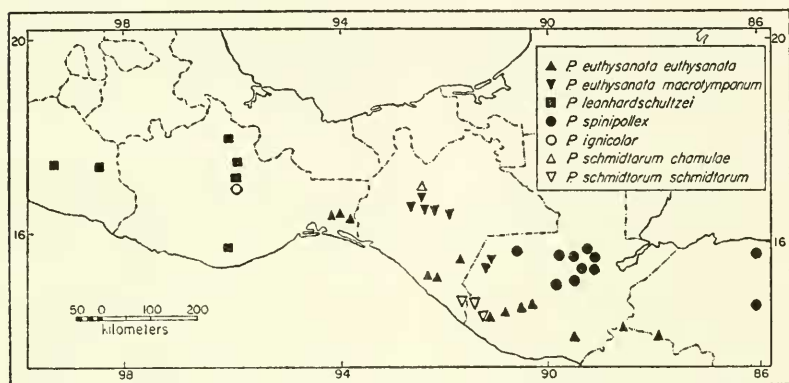 98 94 90 86
20 20
▲ P. euthysanota euthysanota
▼ P. euthysanota macrotympanum
■ P. leonhardschultzei
● P. spinipollex
○ P. ignicolor
△ P. schmidtorum chamulae
▽ P. schmidtorum schmidtorum
16 16
50 0 100 200
kilometers
98 94 90 86